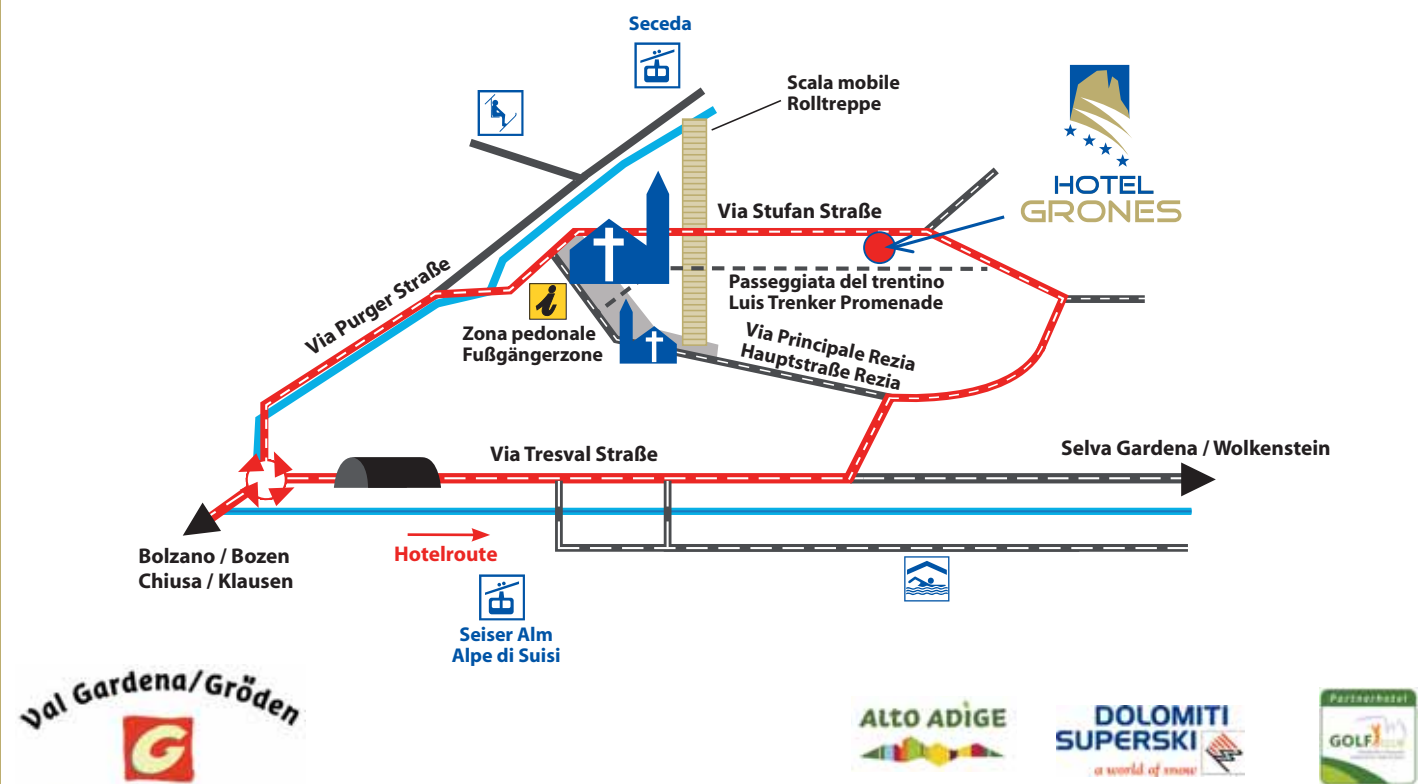 Seceda
Scala mobile
Rolltreppe
HOTEL
GRONES
Via Stufan Straße
Passeggiata del trentino
Luis Trenker Promenade
Via Purger Straße
Zona pedonale
Fußgängerzone
Via Principale Rezia
Hauptstraße Rezia
Via Tresval Straße
Selva Gardena / Wolkenstein
Bolzano / Bozen
Chiusa / Klausen
Hotelroute
Seiser Alm
Alpe di Suisi
Val Gardena/Gröden
G
ALTO ADIGE
DOLOMITI
SUPERSKI
a world of snow
Partnerhotel
GOLF